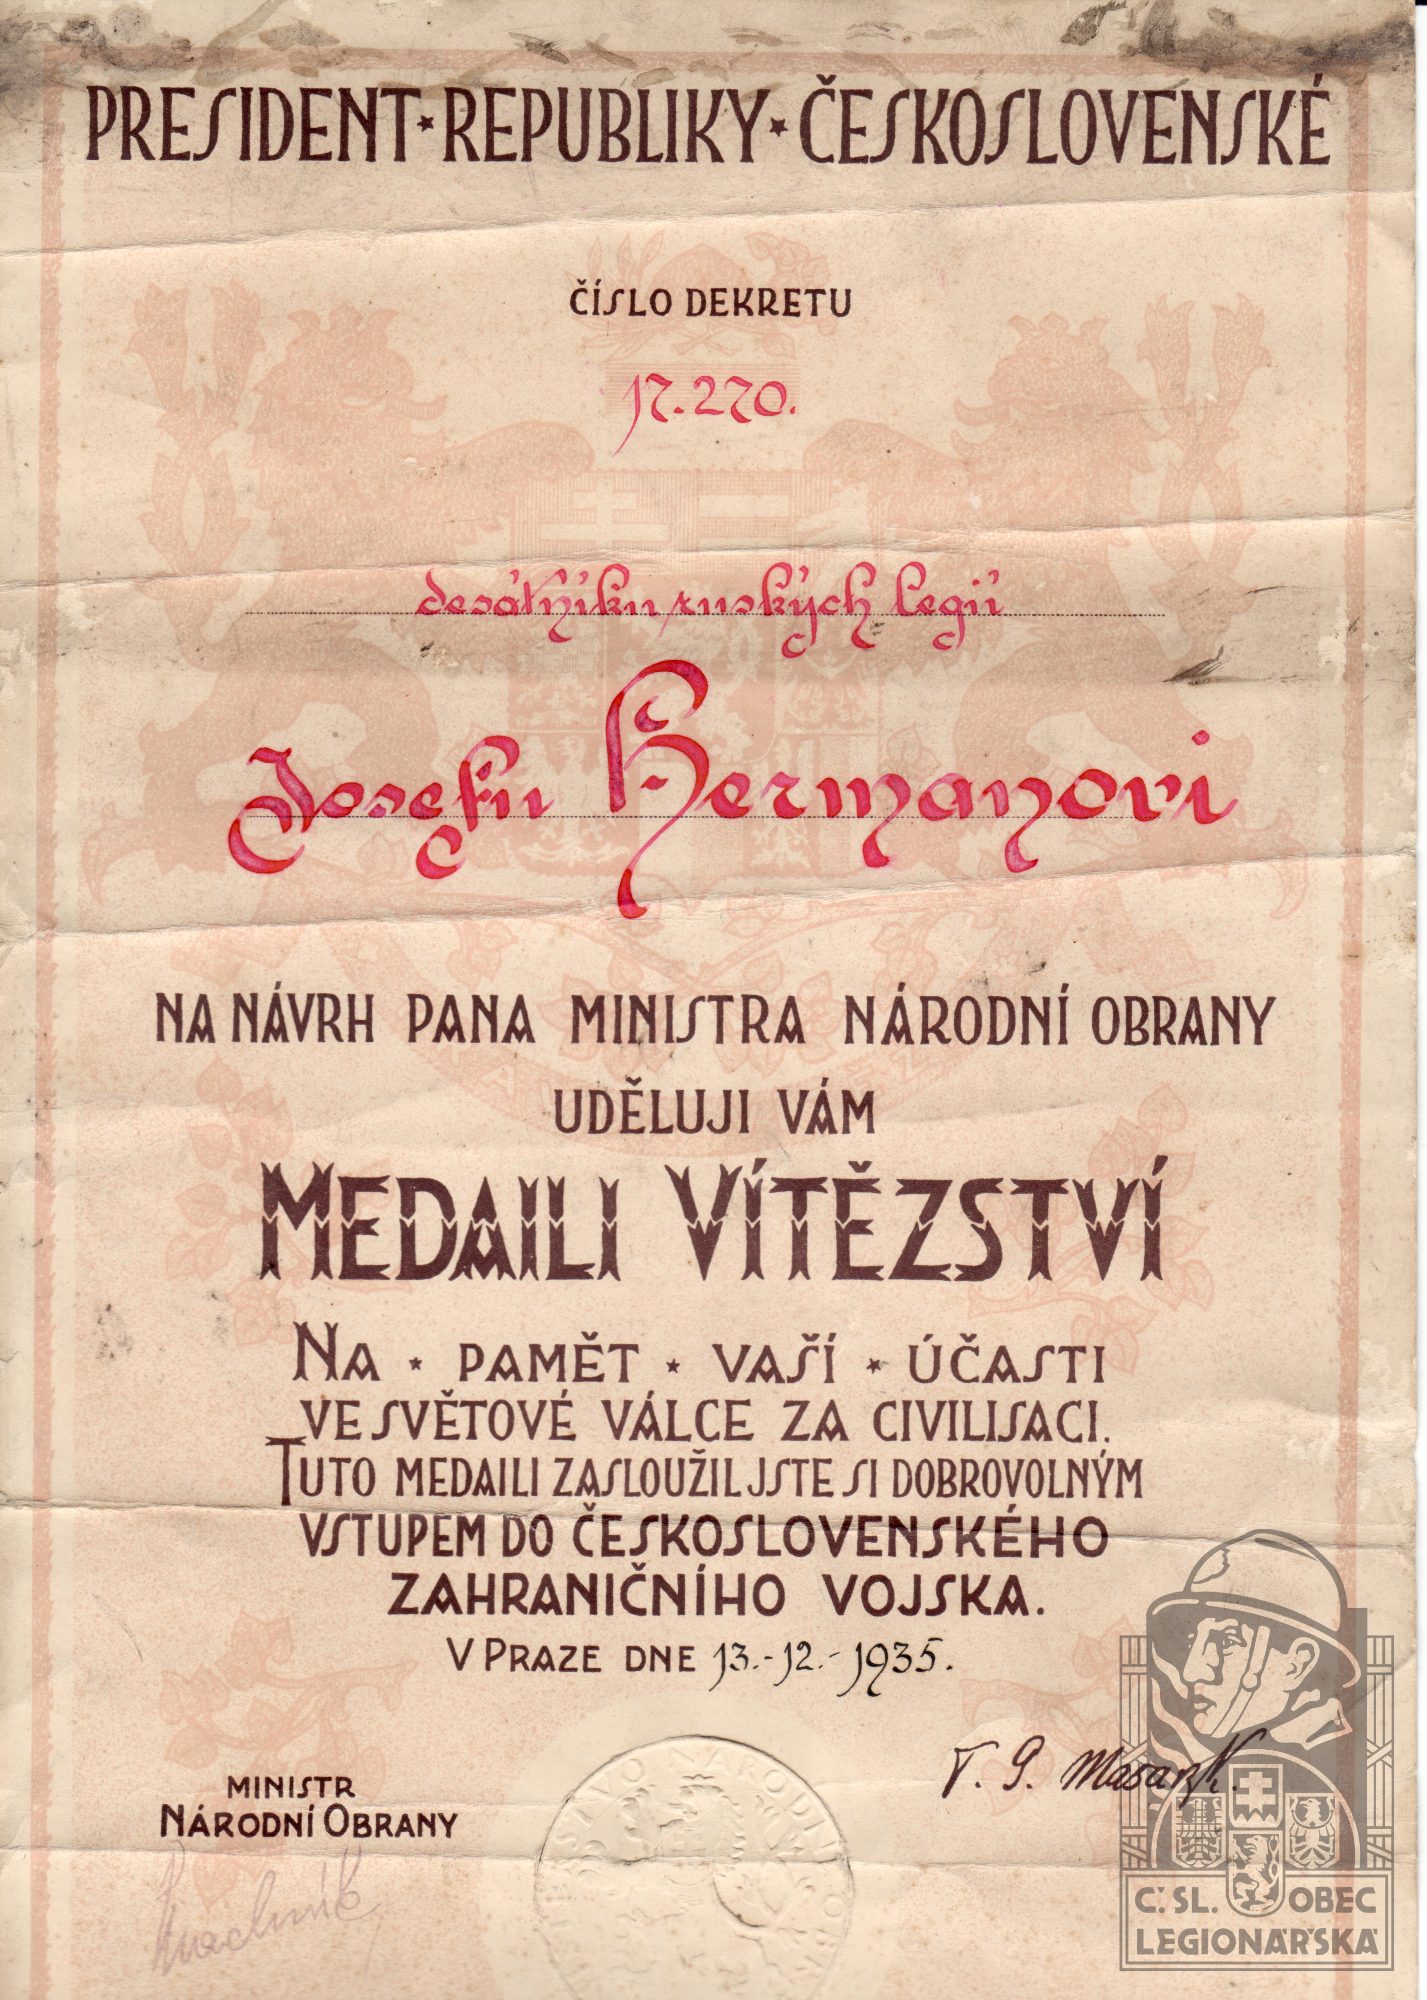 PRESIDENT ★ REPUBLIKY ★ ČESKOSLOVENSKÉ
ČÍSLO DEKRETU
17.270.
desátníku ruských legií
Josefu Hermanovi
NA NÁVRH PANA MINISTRA NÁRODNÍ OBRANY
UDĚLUJI VÁM
MEDAILI VÍTĚZSTVÍ
NA ★ PAMĚT ★ VAŠÍ ★ ÚČASTI
VE SVĚTOVÉ VÁLCE ZA CIVILISACI.
TUTO MEDAILI ZASLOUŽIL JSTE SI DOBROVOLNÝM
VSTUPEM DO ČESKOSLOVENSKÉHO
ZAHRANIČNÍHO VOJSKA.
V PRAZE DNE 13.-12.-1935.
T. G. Masaryk.
MINISTR
NÁRODNÍ OBRANY
Č. SL. OBEC
LEGIONÁŘSKÁ